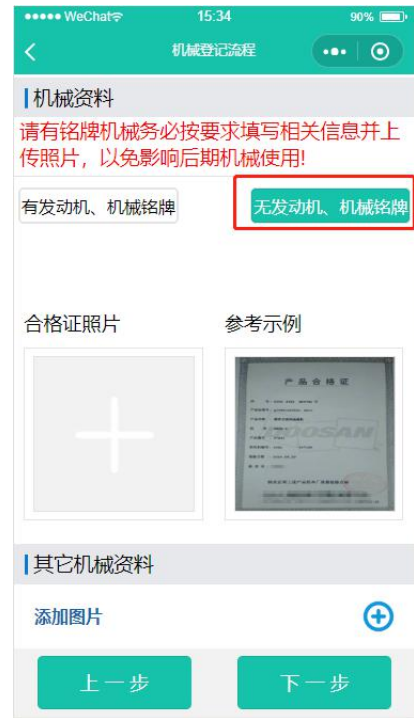 ●●●●● WeChat 15:34 90%
机械登记流程
机械资料
请有铭牌机械务必按要求填写相关信息并上
传照片，以免影响后期机械使用!
有发动机、机械铭牌 无发动机、机械铭牌
合格证照片 参考示例
产品合格证
DOOSAN
其它机械资料
添加图片
上一步 下一步